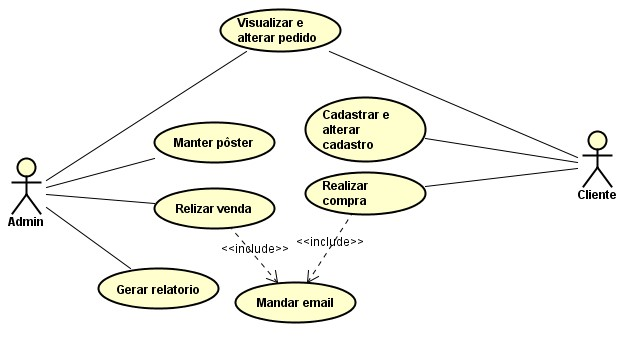 Visualizar e
alterar pedido
Cadastrar e
alterar
cadastro
Manter pôster
Realizar
compra
Relizar venda
Admin
Cliente
<<include>>
<<include>>
Gerar relatorio
Mandar email